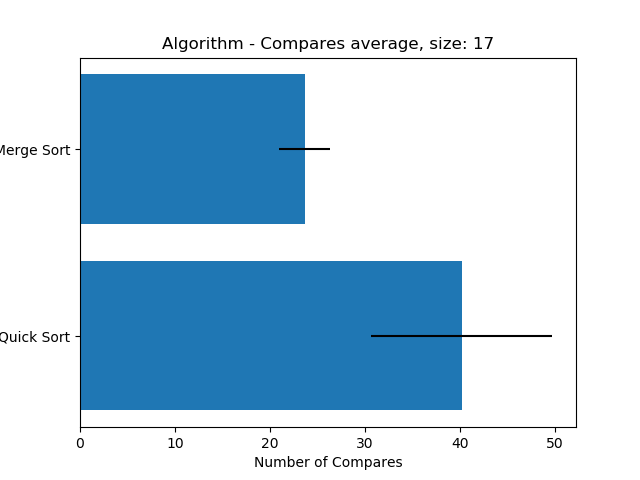 Algorithm - Compares average, size: 17
Merge Sort
Quick Sort
0 10 20 30 40 50
Number of Compares